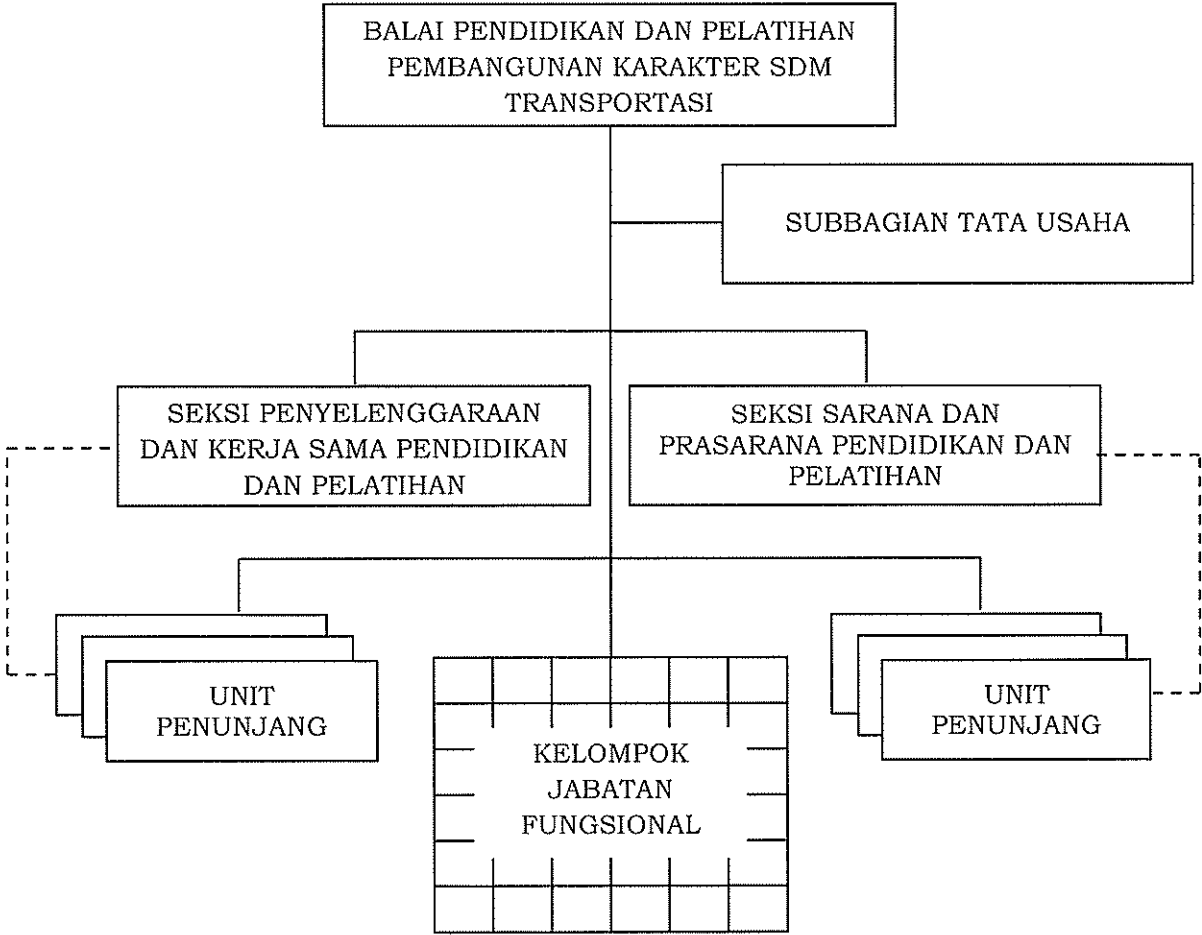 BALAI PENDIDIKAN DAN PELATIHAN
PEMBANGUNAN KARAKTER SDM
TRANSPORTASI
SUBBAGIAN TATA USAHA
SEKSI PENYELENGGARAAN
DAN KERJA SAMA PENDIDIKAN
DAN PELATIHAN
SEKSI SARANA DAN
PRASARANA PENDIDIKAN DAN
PELATIHAN
UNIT
PENUNJANG
KELOMPOK
JABATAN
FUNGSIONAL
UNIT
PENUNJANG